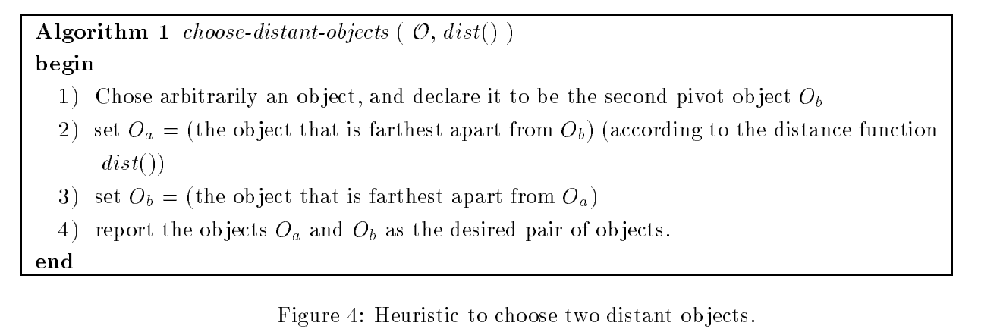 Algorithm 1 choose-distant-objects ( O, dist() )
begin
1) Chose arbitrarily an object, and declare it to be the second pivot object O_b
2) set O_a = (the object that is farthest apart from O_b) (according to the distance function
dist())
3) set O_b = (the object that is farthest apart from O_a)
4) report the objects O_a and O_b as the desired pair of objects.
end
Figure 4: Heuristic to choose two distant objects.